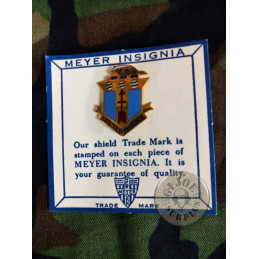 MEYER INSIGNIA
Our shield Trade Mark is
stamped on each piece of
MEYER INSIGNIA. It is
your guarantee of quality.
TRADE MARK